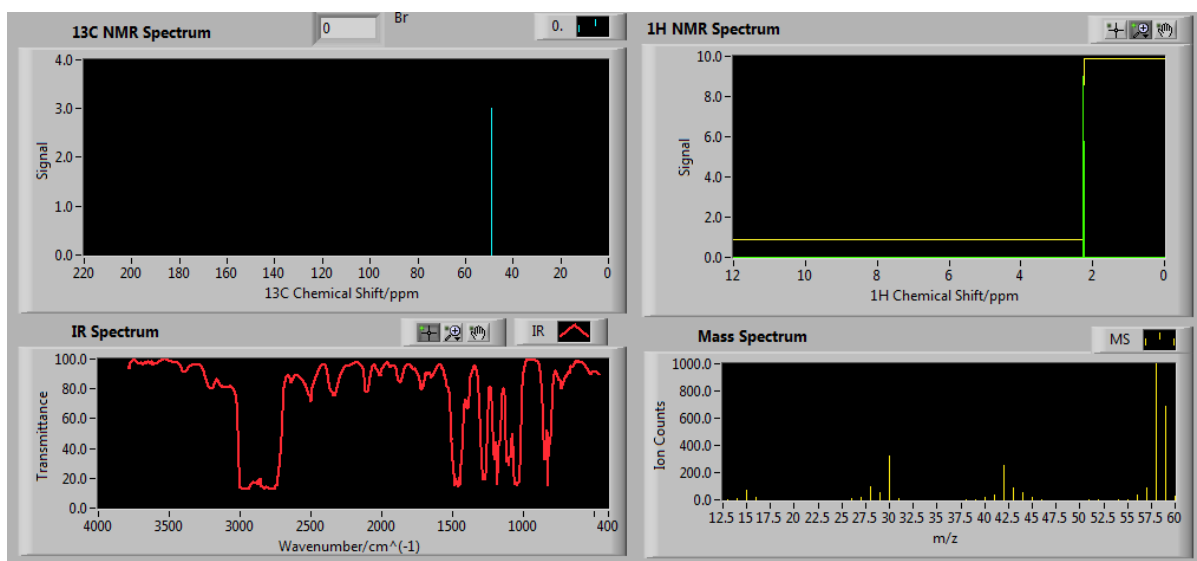 13C NMR Spectrum
0
Br
0.
4.0
3.0
2.0
1.0
0.0
Signal
220 200 180 160 140 120 100 80 60 40 20 0
13C Chemical Shift/ppm
1H NMR Spectrum
10.0
8.0
6.0
4.0
2.0
0.0
Signal
12 10 8 6 4 2 0
1H Chemical Shift/ppm
IR Spectrum
IR
100.0
80.0
60.0
40.0
20.0
0.0
Transmittance
4000 3500 3000 2500 2000 1500 1000 400
Wavenumber/cm^(-1)
Mass Spectrum
MS
1000.0
800.0
600.0
400.0
200.0
0.0
Ion Counts
12.5 15 17.5 20 22.5 25 27.5 30 32.5 35 37.5 40 42.5 45 47.5 50 52.5 55 57.5 60
m/z